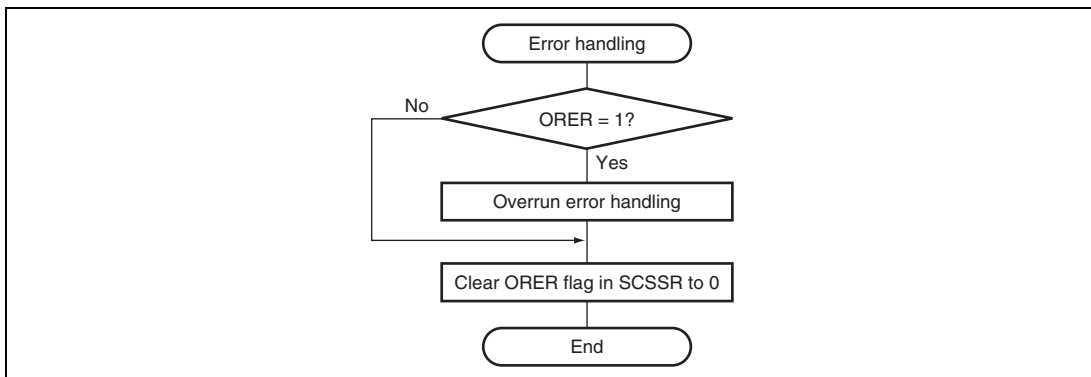 Error handling
No
ORER = 1?
Yes
Overrun error handling
Clear ORER flag in SCSSR to 0
End